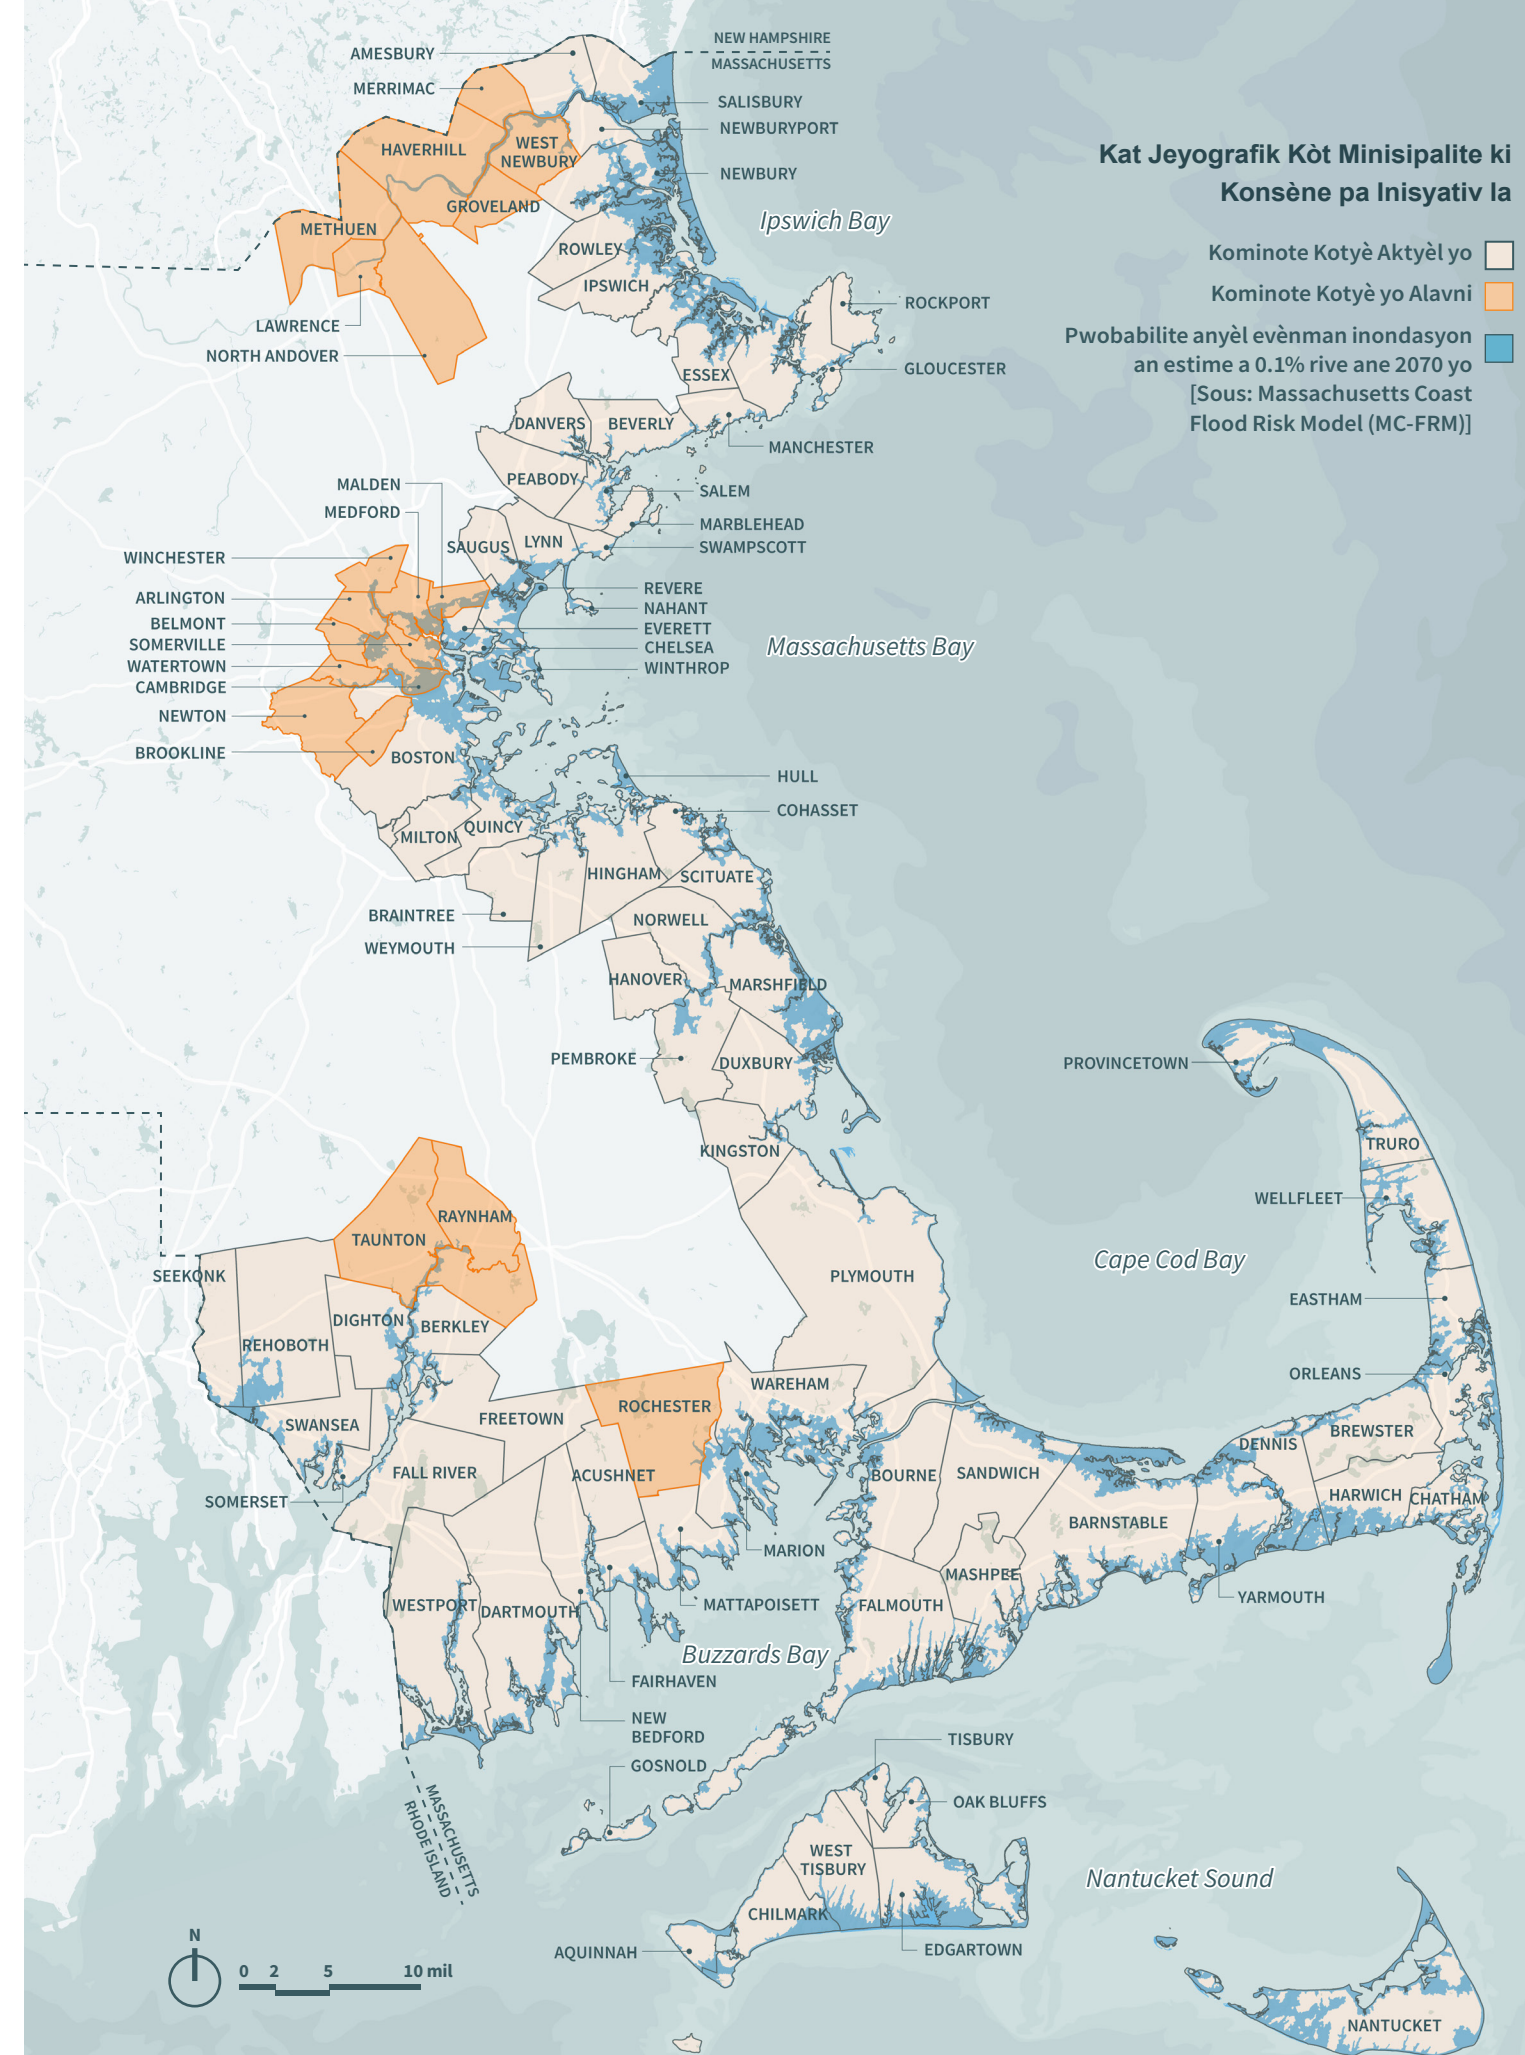 NEW HAMPSHIRE
MASSACHUSETTS
AMESBURY
MERRIMAC
SALISBURY
NEWBURYPORT
HAVERHILL
WEST
NEWBURY
NEWBURY
GROVELAND
METHUEN
Ipswich Bay
Kat Jeyografik Kòt Minisipalite ki
Konsène pa Inisyativ la
Kominote Kotyè Aktyèl yo
Kominote Kotyè yo Alavni
Pwobabilite anyèl evènman inondasyon
an estime a 0.1% rive ane 2070 yo
[Sous: Massachusetts Coast
Flood Risk Model (MC-FRM)]
ROWLEY
IPSWICH
ROCKPORT
LAWRENCE
NORTH ANDOVER
GLOUCESTER
ESSEX
DANVERS
BEVERLY
MANCHESTER
PEABODY
MALDEN
SALEM
MEDFORD
MARBLEHEAD
SAUGUS
LYNN
SWAMPSCOTT
WINCHESTER
REVERE
ARLINGTON
NAHANT
BELMONT
EVERETT
SOMERVILLE
CHELSEA
Massachusetts Bay
WATERTOWN
WINTHROP
CAMBRIDGE
NEWTON
BROOKLINE
BOSTON
HULL
COHASSET
QUINCY
MILTON
HINGHAM
SCITUATE
BRAINTREE
NORWELL
WEYMOUTH
HANOVER
MARSHFIELD
PEMBROKE
DUXBURY
PROVINCETOWN
KINGSTON
TRURO
WELLFLEET
RAYNHAM
TAUNTON
Cape Cod Bay
SEEKONK
PLYMOUTH
EASTHAM
DIGHTON
BERKLEY
REHOBOTH
ORLEANS
WAREHAM
ROCHESTER
SWANSEA
FREETOWN
BREWSTER
DENNIS
FALL RIVER
ACUSHNET
BOURNE
SANDWICH
HARWICH
CHATHAM
SOMERSET
BARNSTABLE
MARION
MASHPEE
YARMOUTH
WESTPORT
DARTMOUTH
MATTAPOISETT
FALMOUTH
Buzzards Bay
FAIRHAVEN
NEW
BEDFORD
GOSNOLD
TISBURY
MASSACHUSETTS
RHODE ISLAND
OAK BLUFFS
WEST
TISBURY
Nantucket Sound
CHILMARK
AQUINNAH
EDGARTOWN
N
0 2 5 10 mil
NANTUCKET